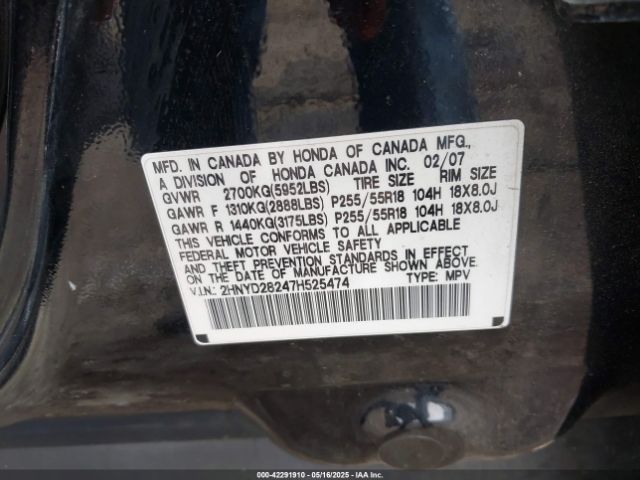 MFD. IN CANADA BY HONDA OF CANADA MFG.,
A DIVISION OF HONDA CANADA INC. 02/07
GVWR 2700KG(5952LBS) TIRE SIZE RIM SIZE
GAWR F 1310KG(2888LBS) P255/55R18 104H 18X8.0J
GAWR R 1440KG(3175LBS) P255/55R18 104H 18X8.0J
THIS VEHICLE CONFORMS TO ALL APPLICABLE
FEDERAL MOTOR VEHICLE SAFETY
AND THEFT PREVENTION STANDARDS IN EFFECT
ON THE DATE OF MANUFACTURE SHOWN ABOVE.
V.I.N.: 2HNYD28247H525474 TYPE: MPV
000-42291910 - 05/16/2025 - IAA Inc.